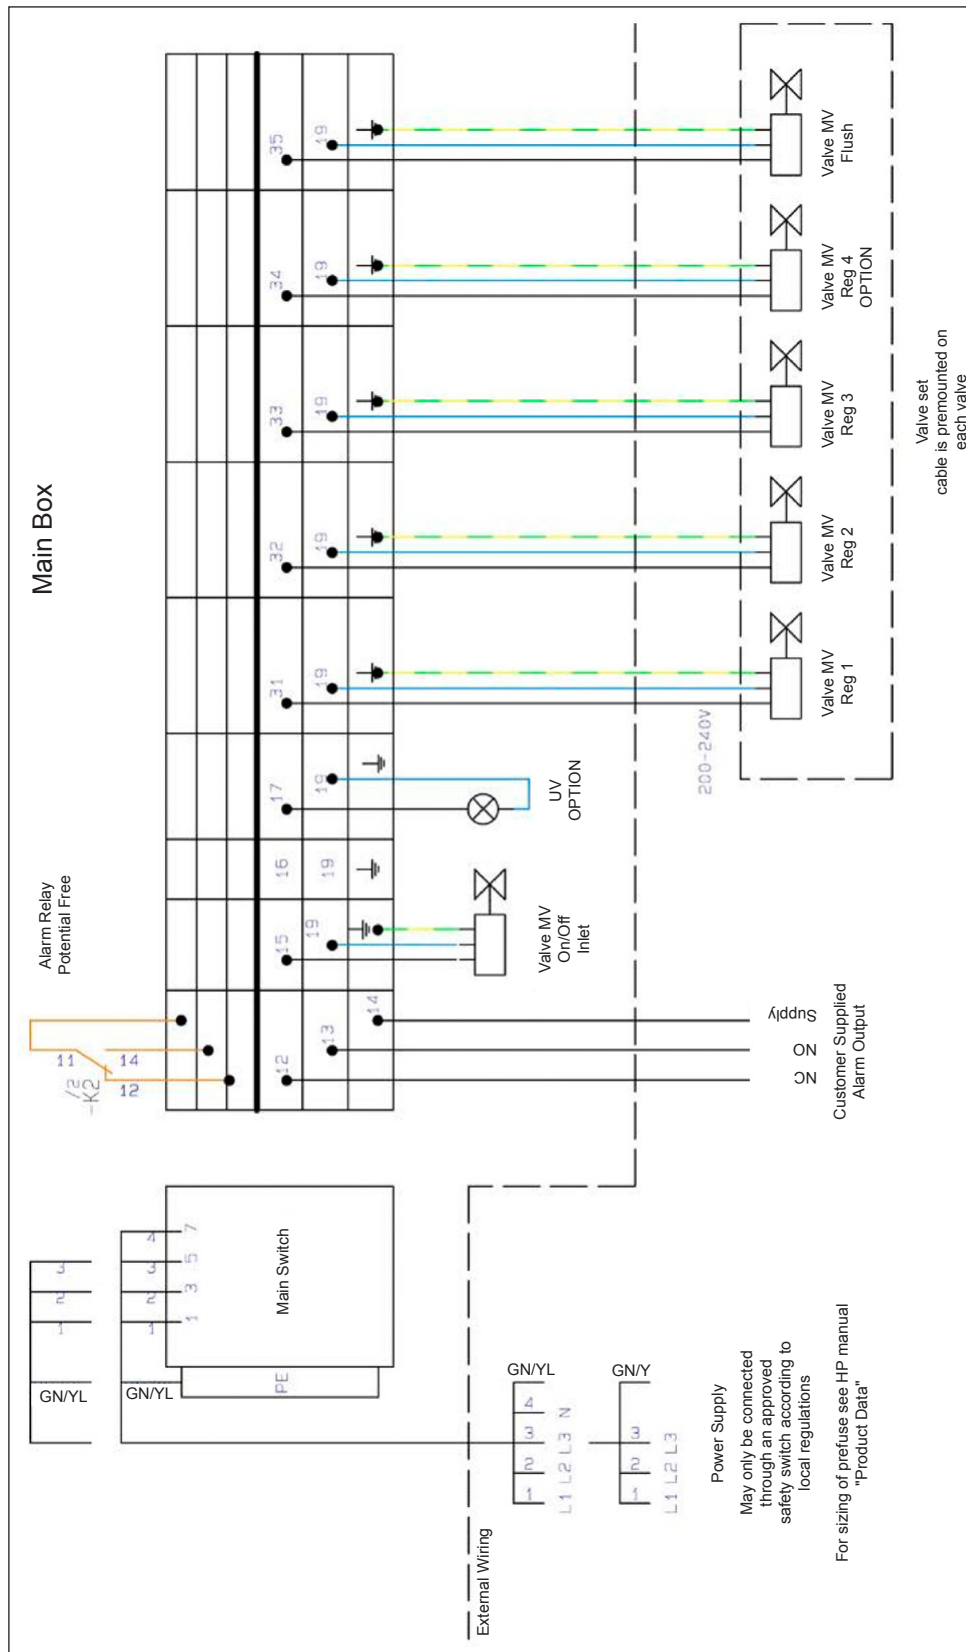 Main Box
Alarm Relay
Potential Free
11
14
12
/2
-K2
12
13
14
15
19
16
19
17
19
31
19
32
19
33
19
34
19
35
19
Main Switch
PE
1
2
3
1
2
3
4
1
3
5
7
GN/YL
GN/YL
Valve MV
On/Off
Inlet
UV
OPTION
200-240V
NC
NO
Supply
Customer Supplied
Alarm Output
Valve MV
Reg 1
Valve MV
Reg 2
Valve MV
Reg 3
Valve MV
Reg 4
OPTION
Valve MV
Flush
Valve set
cable is premounted on
each valve
External Wiring
GN/YL
1 2 3 4
L1 L2 L3 N
GN/Y
1 2 3
L1 L2 L3
Power Supply
May only be connected
through an approved
safety switch according to
local regulations
For sizing of prefuse see HP manual
"Product Data"